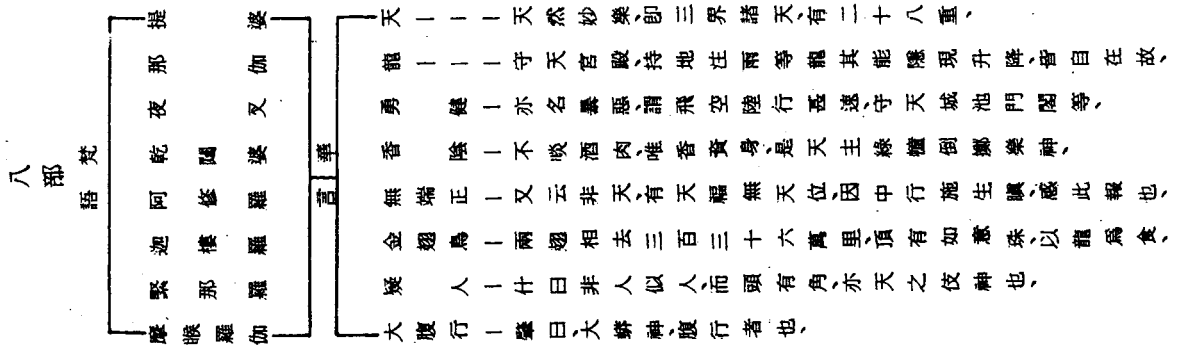 八部
梵語
華言
提婆 天———天然妙樂、卽三界諸天、有二十八重、
那伽 龍———守天宮殿、持地注雨等龍其能隱現升降、皆自在故、
夜叉 勇健—亦名暴惡、謂飛空陸行甚速、守天城池門閣等、
乾闥婆 香陰—不啖酒肉、唯香資身、是天主綠幢倒擲樂神、
阿修羅 無端正—又云非天、有天福無天位、因中行施生瞋、感此報也、
迦樓羅 金翅鳥—兩翅相去三百三十六萬里、頂有如意珠、以龍爲食、
緊那羅 疑人—什曰非人似人、而頭有角、亦天之伎神也、
摩睺羅伽 大腹行—肇曰、大蟒神、腹行者也、